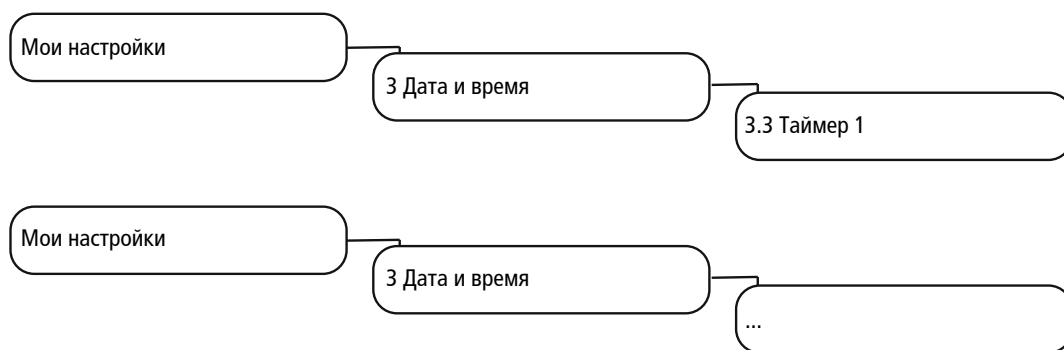 Мои настройки
3 Дата и время
3.3 Таймер 1
Мои настройки
3 Дата и время
...